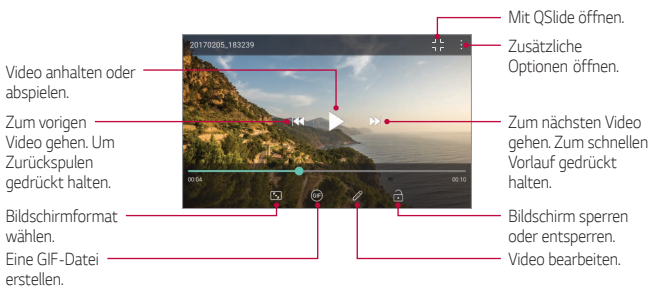 Mit QSlide öffnen.
20170205_183239
Zusätzliche
Optionen öffnen.
Video anhalten oder
abspielen.
Zum vorigen
Video gehen. Um
Zurückspulen
gedrückt halten.
Zum nächsten Video
gehen. Zum schnellen
Vorlauf gedrückt
halten.
00:04
00:10
GIF
Bildschirmformat
wählen.
Eine GIF-Datei
erstellen.
Bildschirm sperren
oder entsperren.
Video bearbeiten.